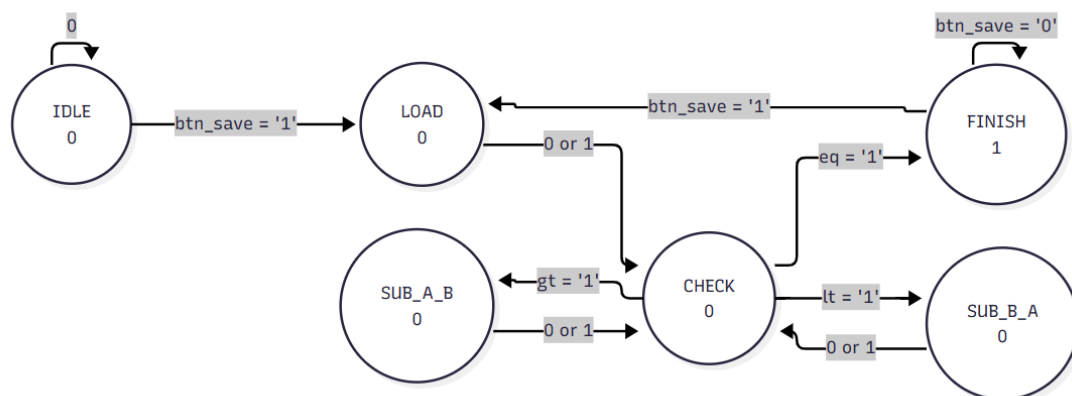 0
btn_save = '0'
IDLE
0
btn_save = '1'
LOAD
0
btn_save = '1'
FINISH
1
0 or 1
eq = '1'
SUB_A_B
0
gt = '1'
0 or 1
CHECK
0
lt = '1'
0 or 1
SUB_B_A
0